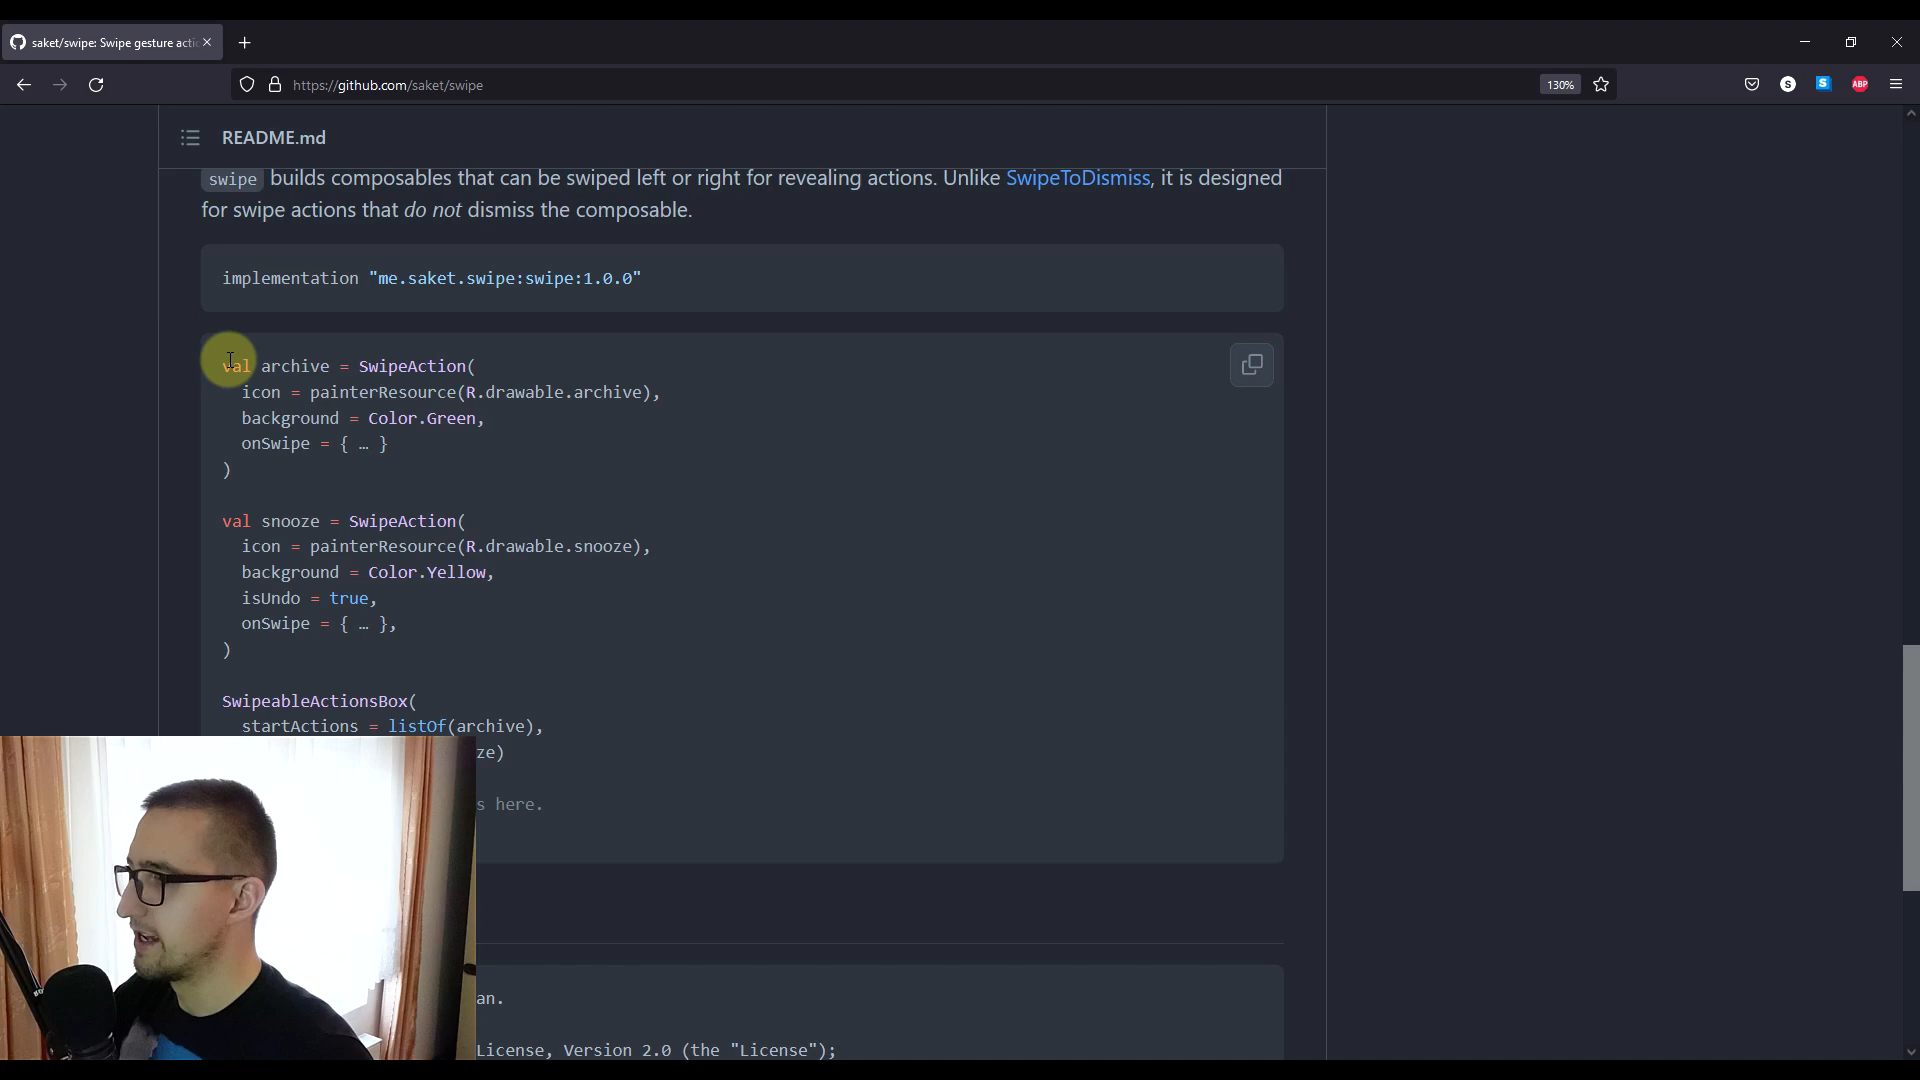 saket/swipe: Swipe gesture acti
https://github.com/saket/swipe
130%
S
S
ABP
README.md
swipe builds composables that can be swiped left or right for revealing actions. Unlike SwipeToDismiss, it is designed
for swipe actions that do not dismiss the composable.
implementation "me.saket.swipe:swipe:1.0.0"
val archive = SwipeAction(
icon = painterResource(R.drawable.archive),
background = Color.Green,
onSwipe = { … }
)
val snooze = SwipeAction(
icon = painterResource(R.drawable.snooze),
background = Color.Yellow,
isUndo = true,
onSwipe = { … },
)
SwipeableActionsBox(
startActions = listOf(archive),
ze)
s here.
an.
License, Version 2.0 (the "License");